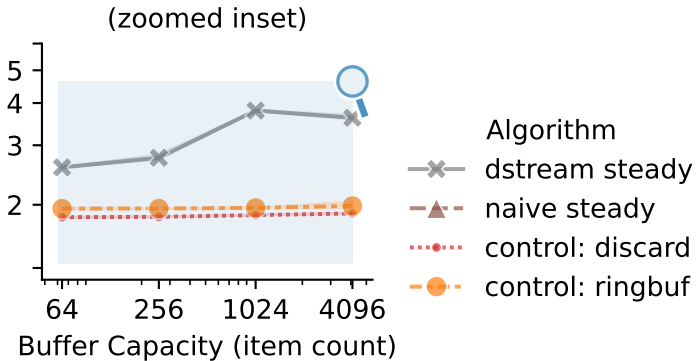 (zoomed inset)
5
4
3
2
64 256 1024 4096
Buffer Capacity (item count)
Algorithm
dstream steady
naive steady
control: discard
control: ringbuf